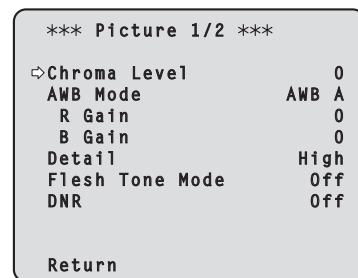 *** Picture 1/2 ***
⇨Chroma Level 0
AWB Mode AWB A
R Gain 0
B Gain 0
Detail High
Flesh Tone Mode Off
DNR Off
Return